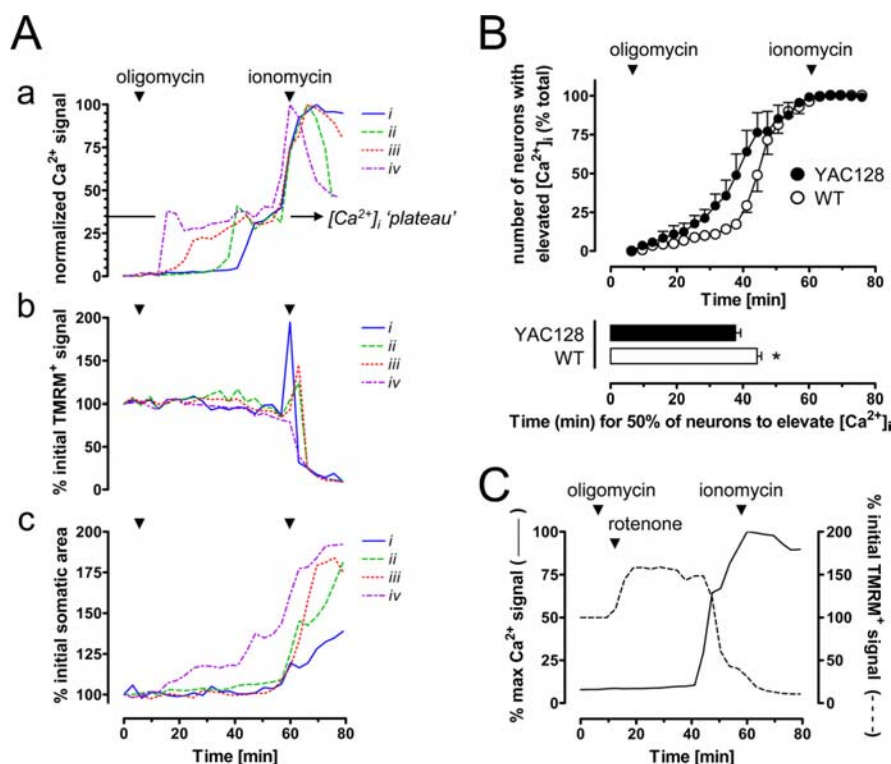 A
oligomycin ionomycin
a
normalized Ca2+ signal
100
75
50
25
0
i
ii
iii
iv
[Ca2+]i 'plateau'
b
% initial TMRM+ signal
200
150
100
50
0
i
ii
iii
iv
c
% initial somatic area
200
175
150
125
100
i
ii
iii
iv
0 20 40 60 80
Time [min]
B
oligomycin ionomycin
number of neurons with
elevated [Ca2+]i (% total)
100
75
50
25
0
YAC128
WT
0 20 40 60 80
Time [min]
YAC128
WT
*
0 20 40 60 80
Time (min) for 50% of neurons to elevate [Ca2+]i
C
oligomycin ionomycin
rotenone
% max Ca2+ signal (——)
100
75
50
25
0
% initial TMRM+
signal (----)
200
150
100
50
0
0 20 40 60 80
Time [min]